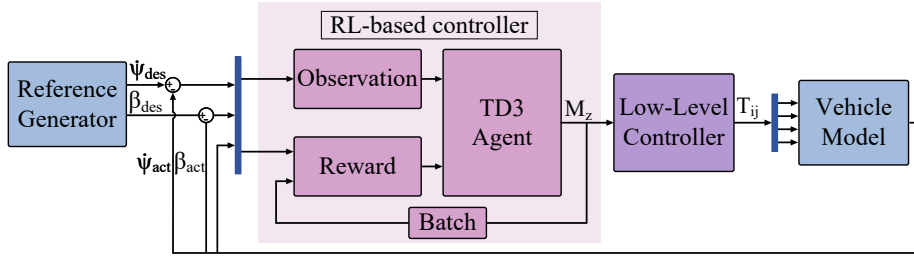 RL-based controller
Reference
Generator
ψ̇des
βdes
ψ̇act
βact
Observation
Reward
TD3
Agent
Batch
Mz
Low-Level
Controller
Tij
Vehicle
Model